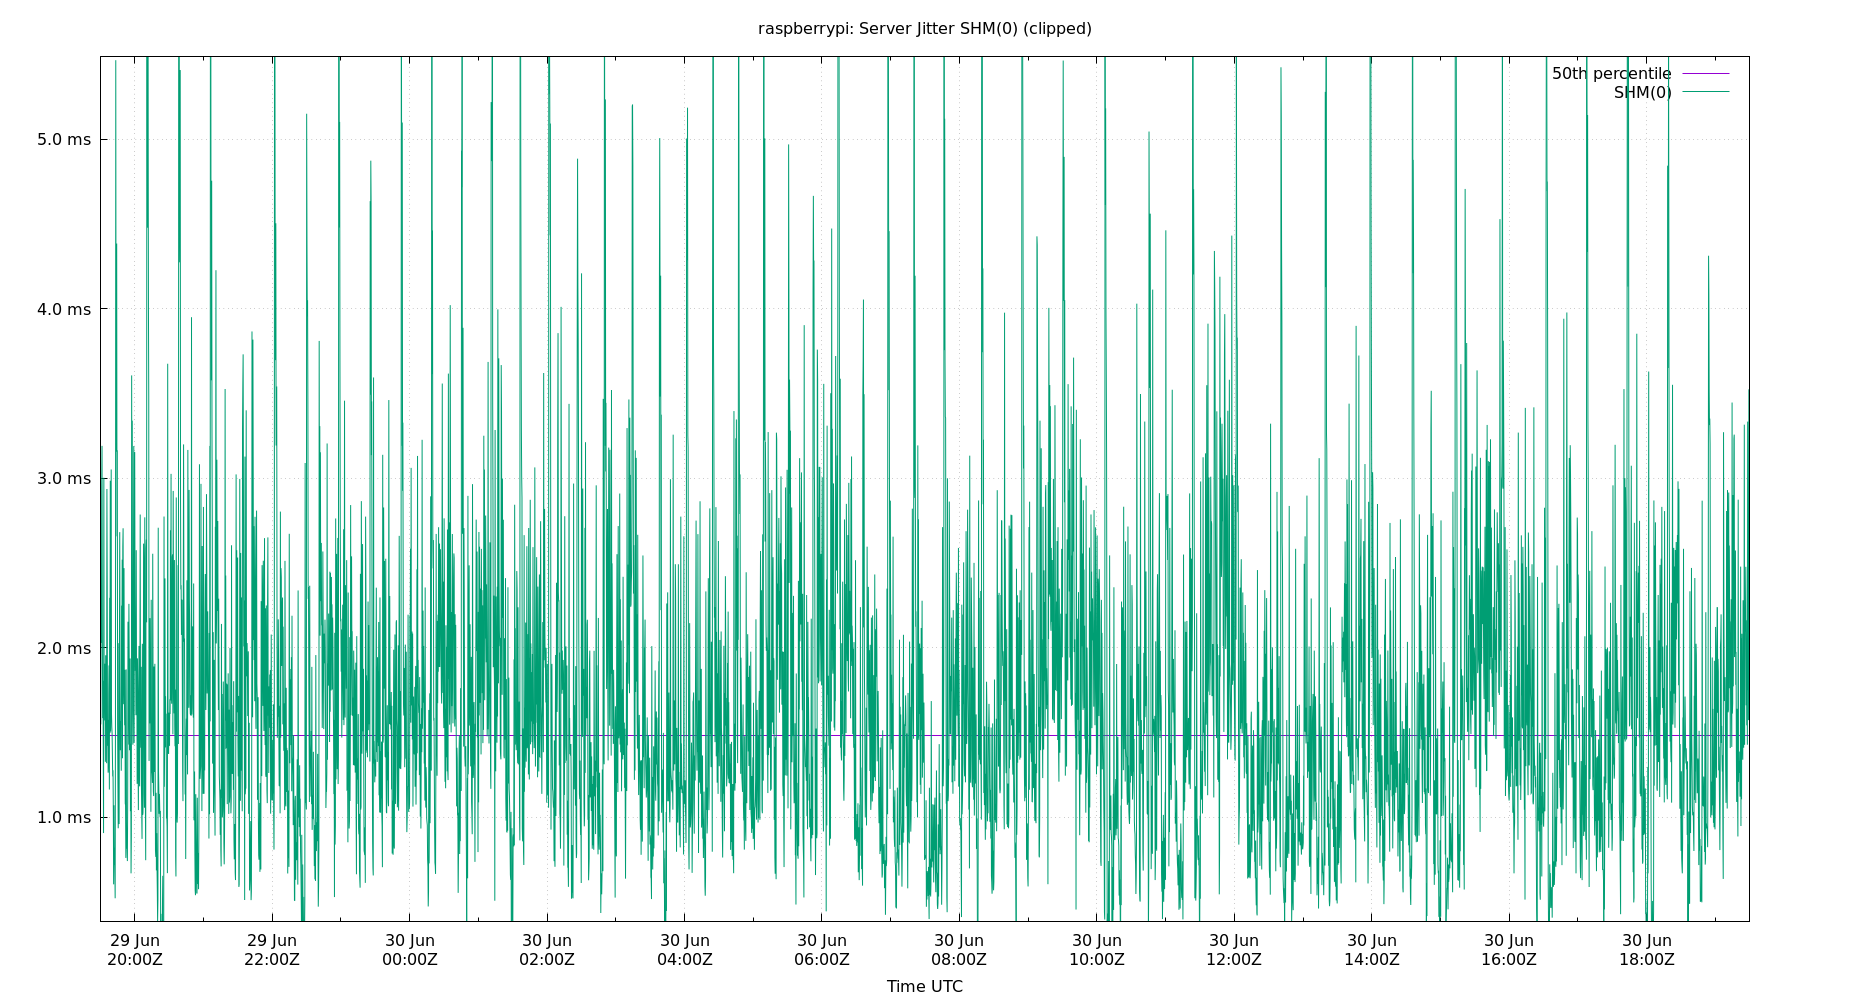 raspberrypi: Server Jitter SHM(0) (clipped)
50th percentile
SHM(0)
5.0 ms
4.0 ms
3.0 ms
2.0 ms
1.0 ms
29 Jun 29 Jun 30 Jun 30 Jun 30 Jun 30 Jun 30 Jun 30 Jun 30 Jun 30 Jun 30 Jun 30 Jun
20:00Z 22:00Z 00:00Z 02:00Z 04:00Z 06:00Z 08:00Z 10:00Z 12:00Z 14:00Z 16:00Z 18:00Z
Time UTC